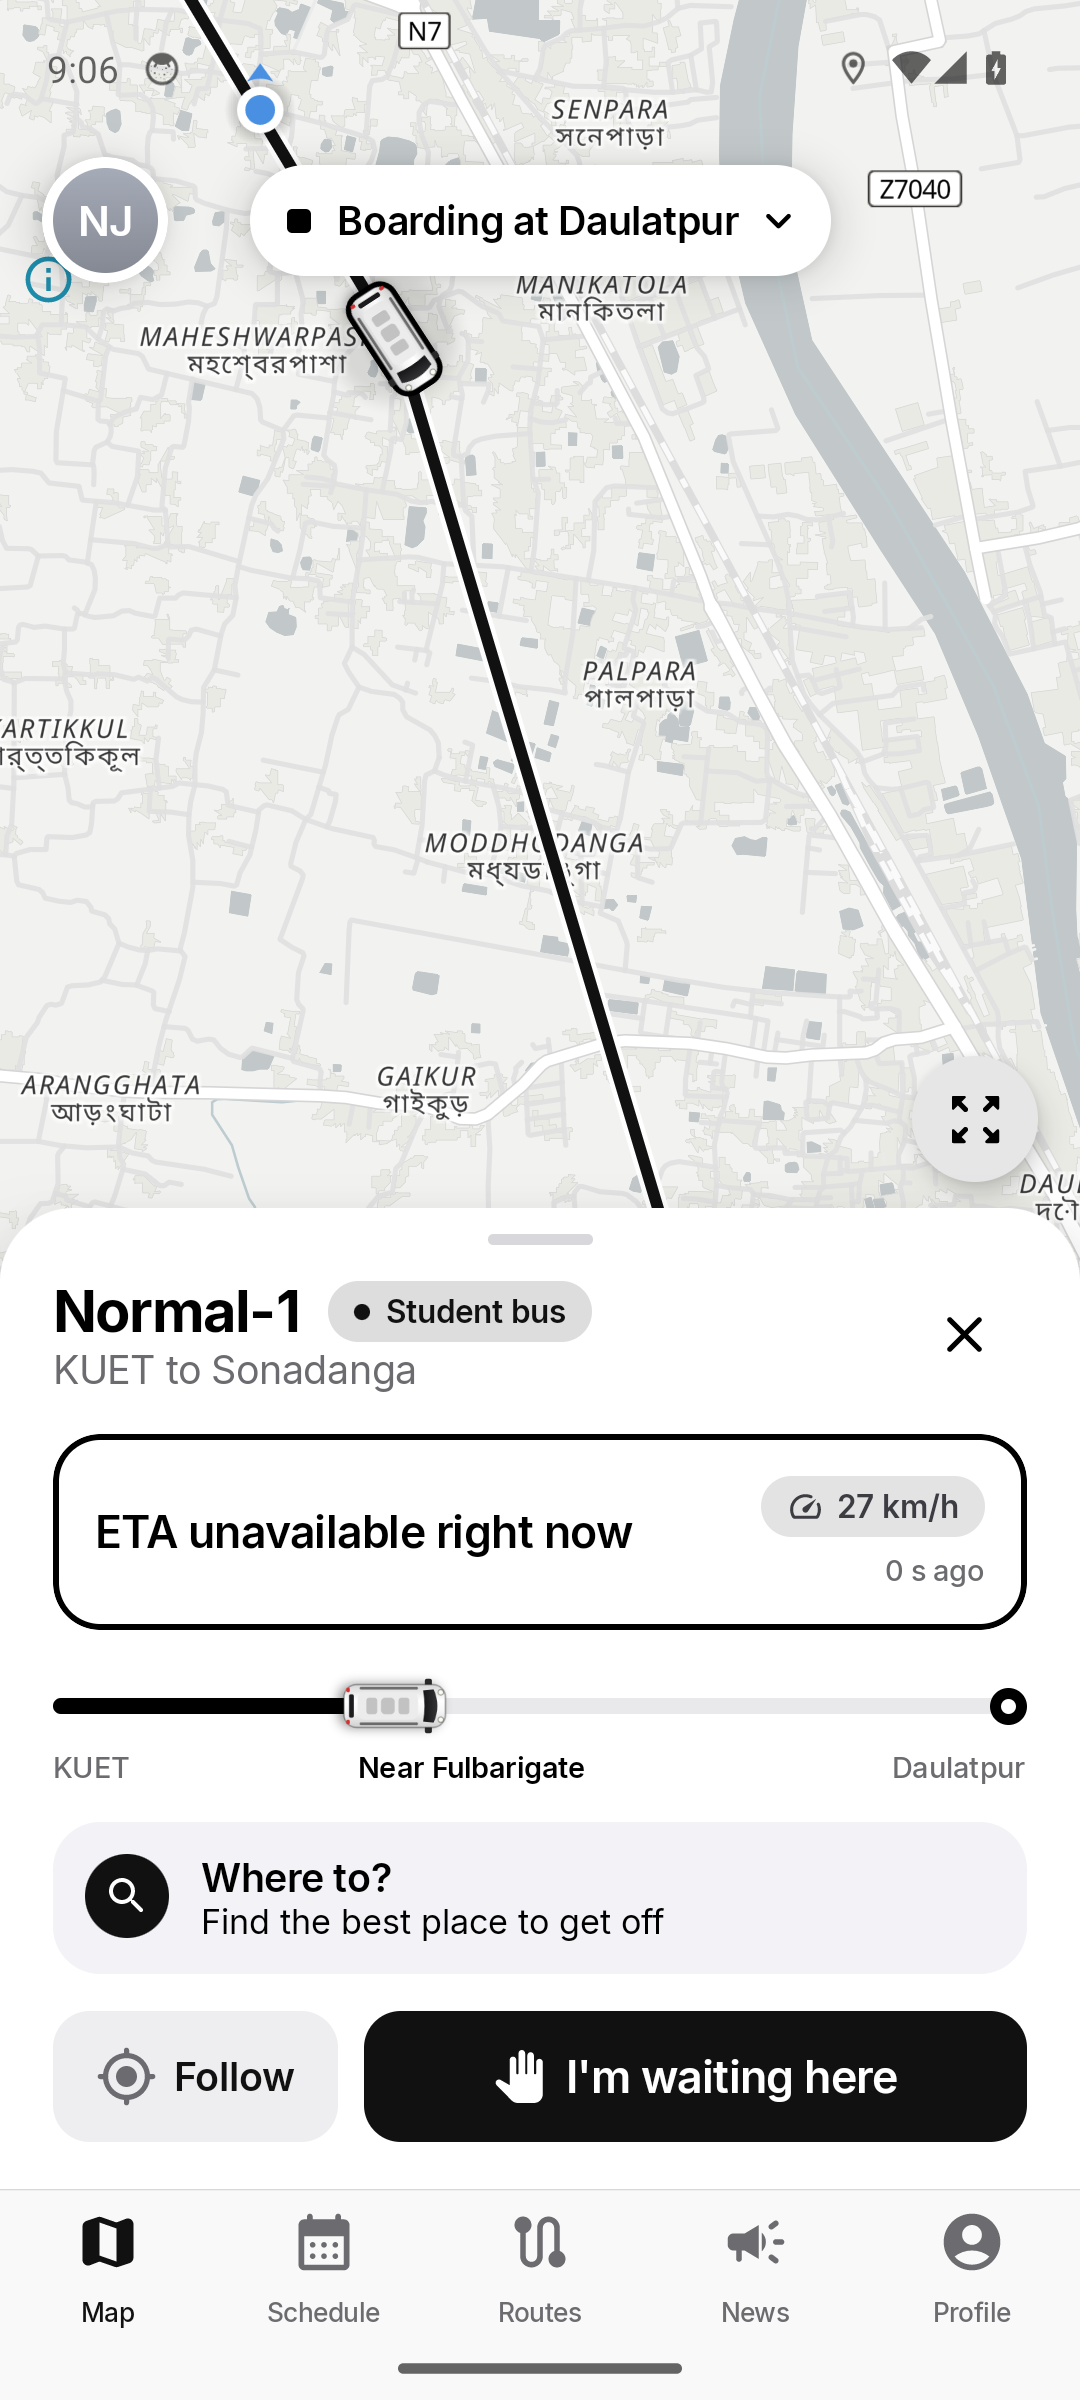 N7
9:06
SENPARA
সেনপাড়া
Z7040
NJ
Boarding at Daulatpur
MANIKATOLA
মানিকতলা
মহেশ্বরপাশা
PALPARA
পালপাড়া
GAIKUR
গাইকুড়
ARANGGHATA
আড়ংঘাটা
Normal-1
Student bus
KUET to Sonadanga
ETA unavailable right now
27 km/h
0 s ago
KUET
Near Fulbarigate
Daulatpur
Where to?
Find the best place to get off
Follow
I'm waiting here
Map
Schedule
Routes
News
Profile